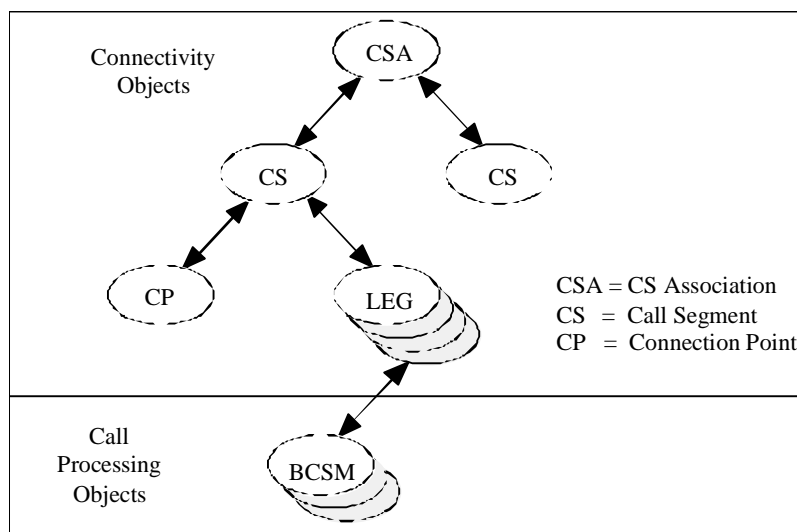 Connectivity
Objects
CSA
CS
CS
CP
LEG
CSA = CS Association
CS = Call Segment
CP = Connection Point
Call
Processing
Objects
BCSM